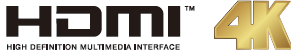 HDMI™ 4K
HIGH DEFINITION MULTIMEDIA INTERFACE